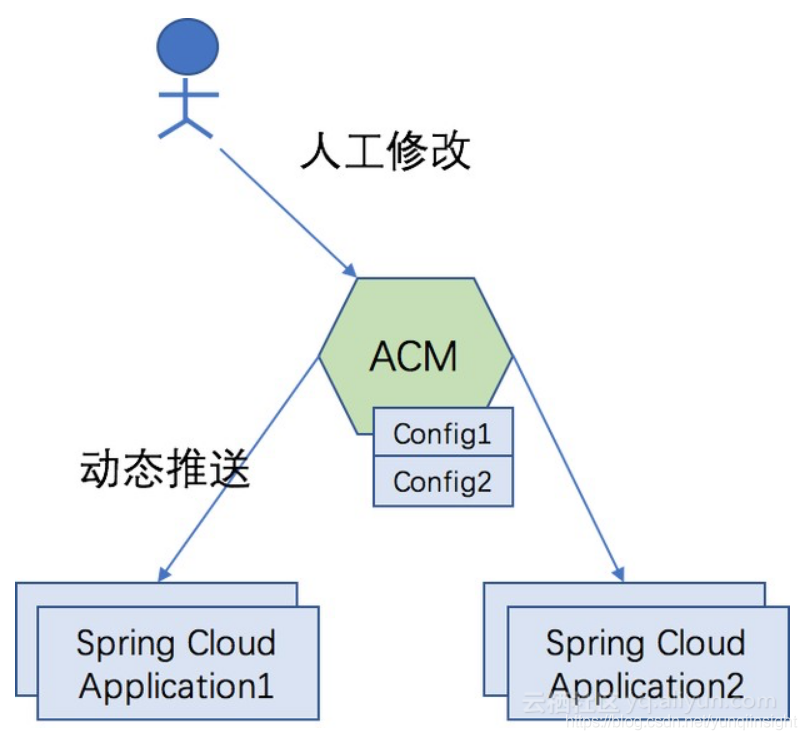 人工修改
ACM
Config1
Config2
动态推送
Spring Cloud
Application1
Spring Cloud
Application2
云栖社区 yq.aliyun.com
https://blog.csdn.net/yunqiinsight